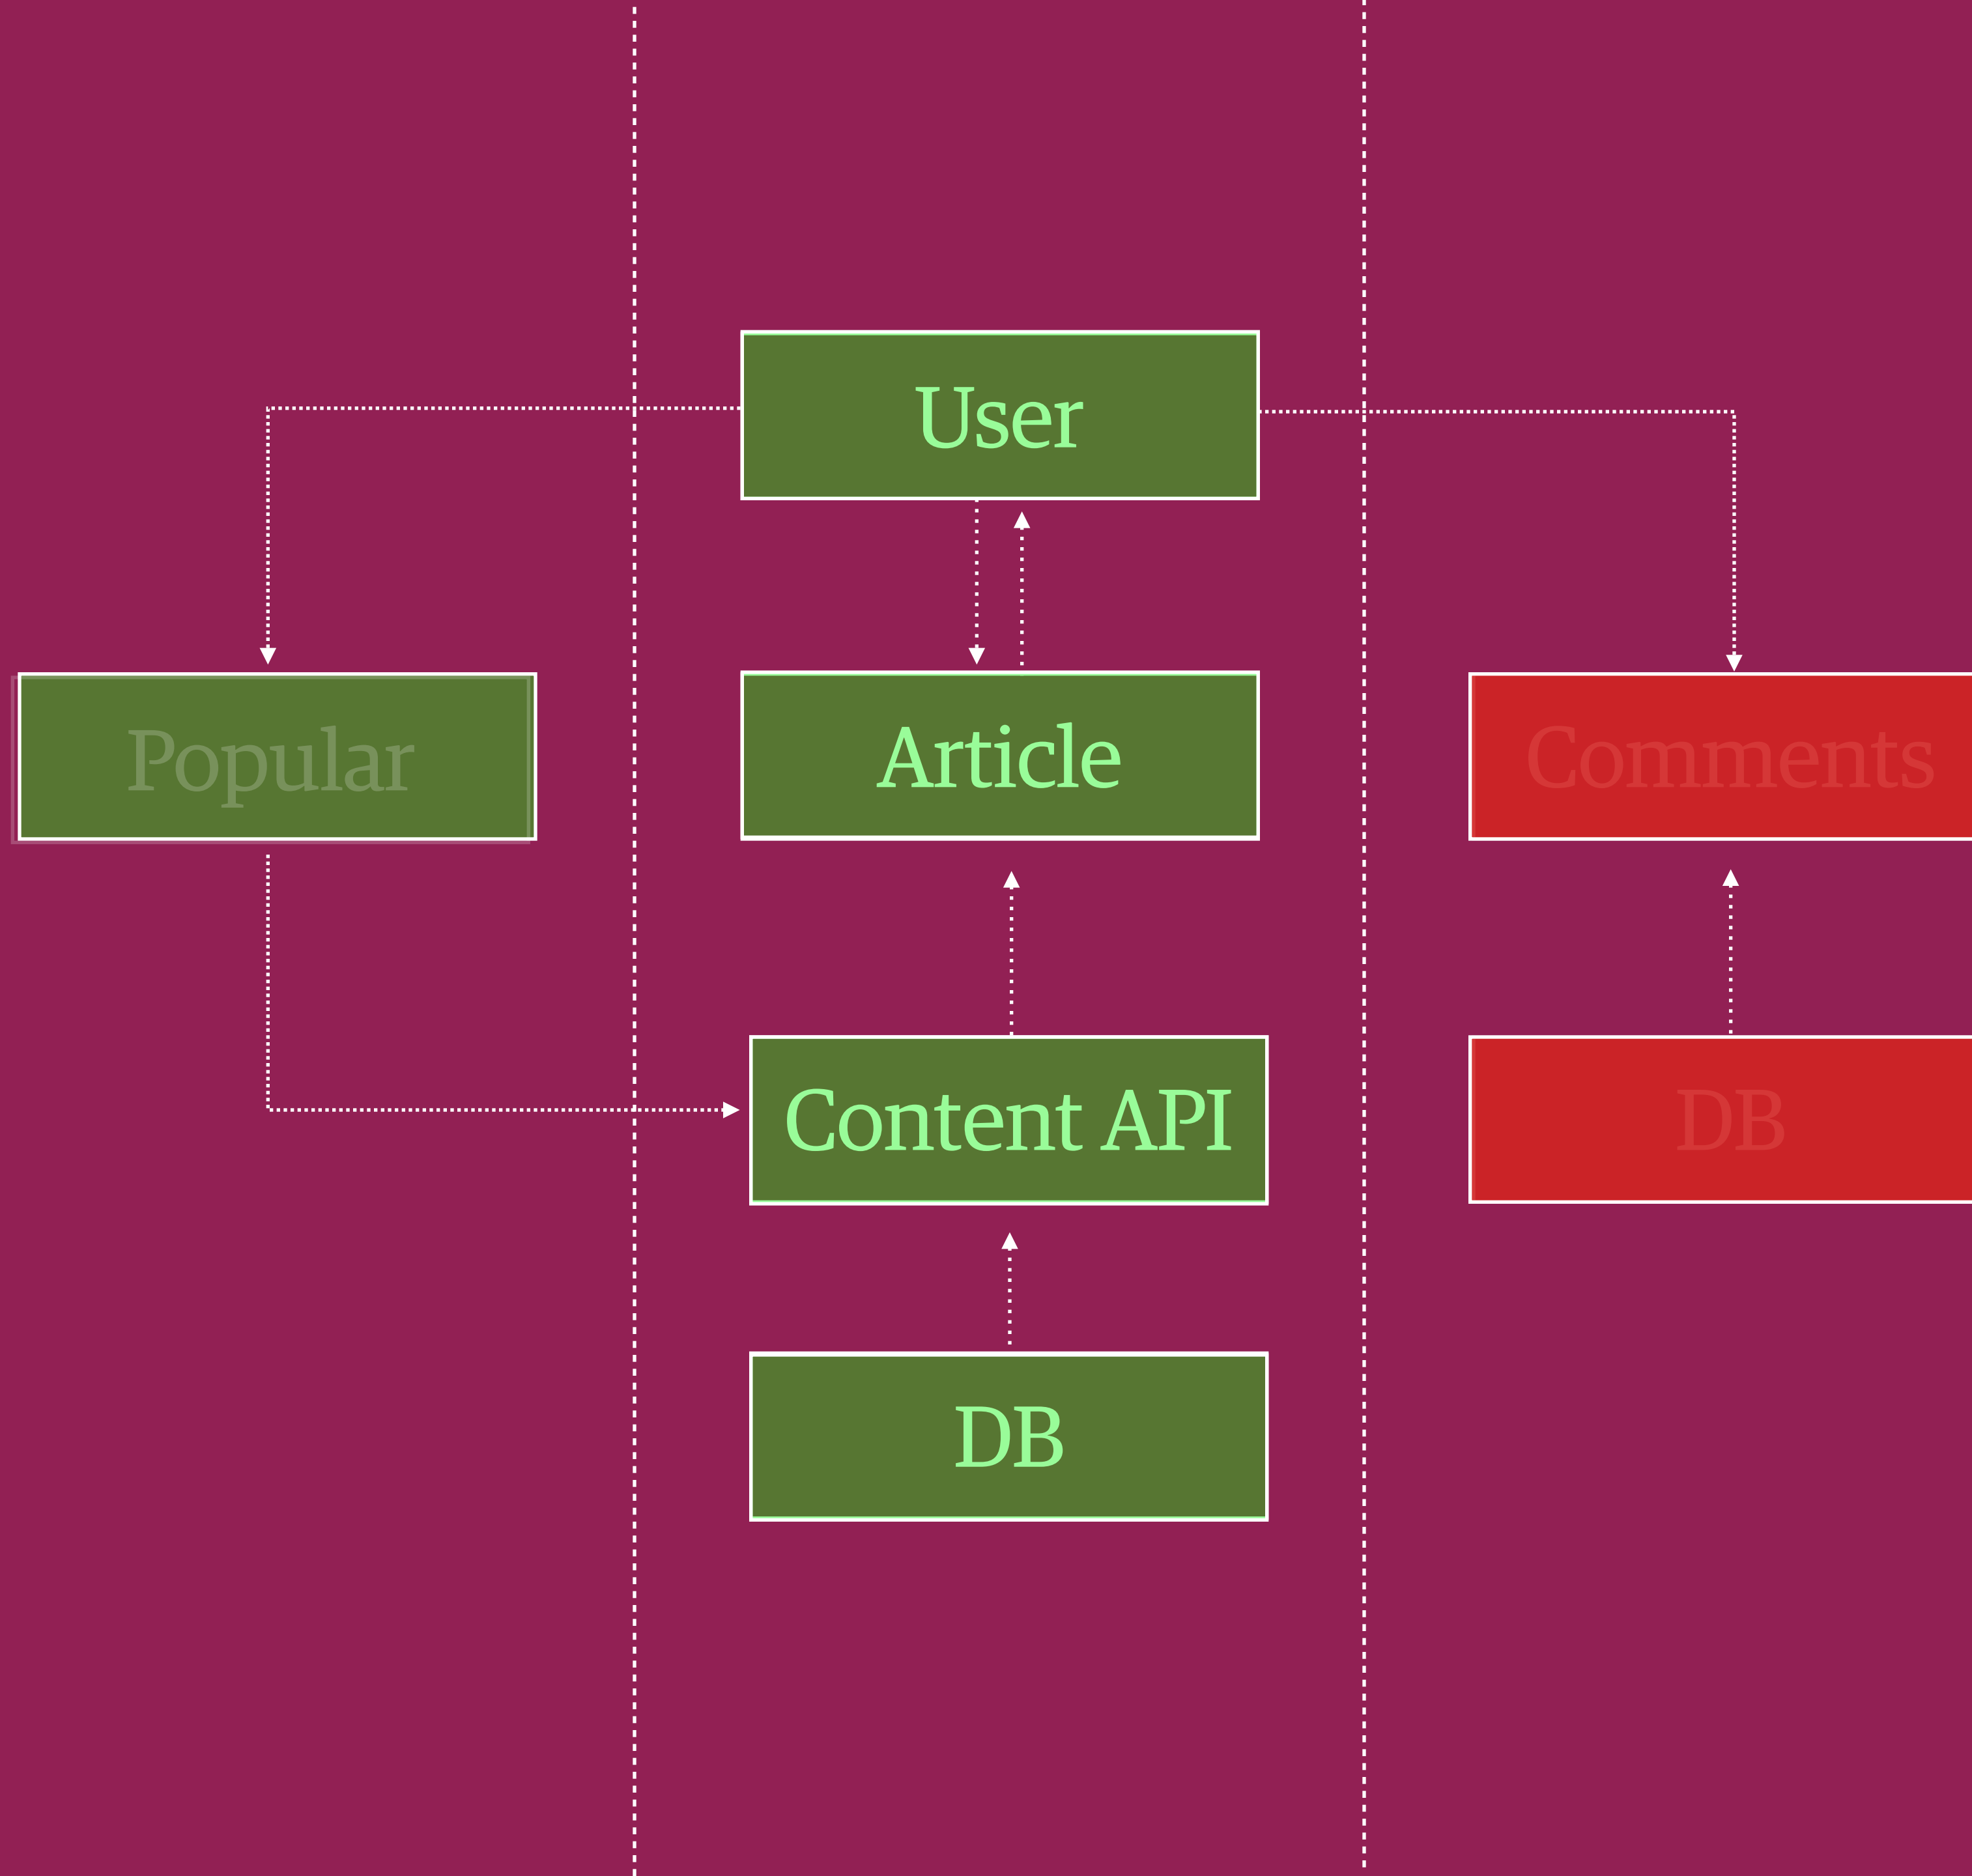 User
Popular
Article
Comments
Content API
DB
DB